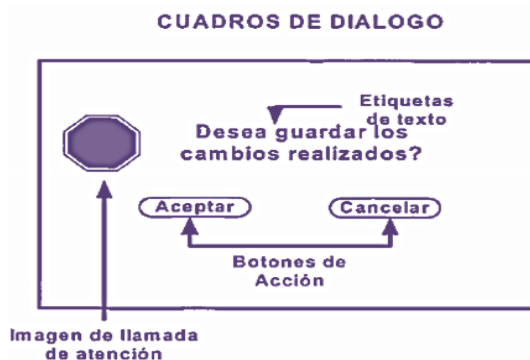 CUADROS DE DIALOGO
Etiquetas
de texto
Desea guardar los
cambios realizados?
Aceptar
Cancelar
Botones de
Acción
Imagen de llamada
de atención